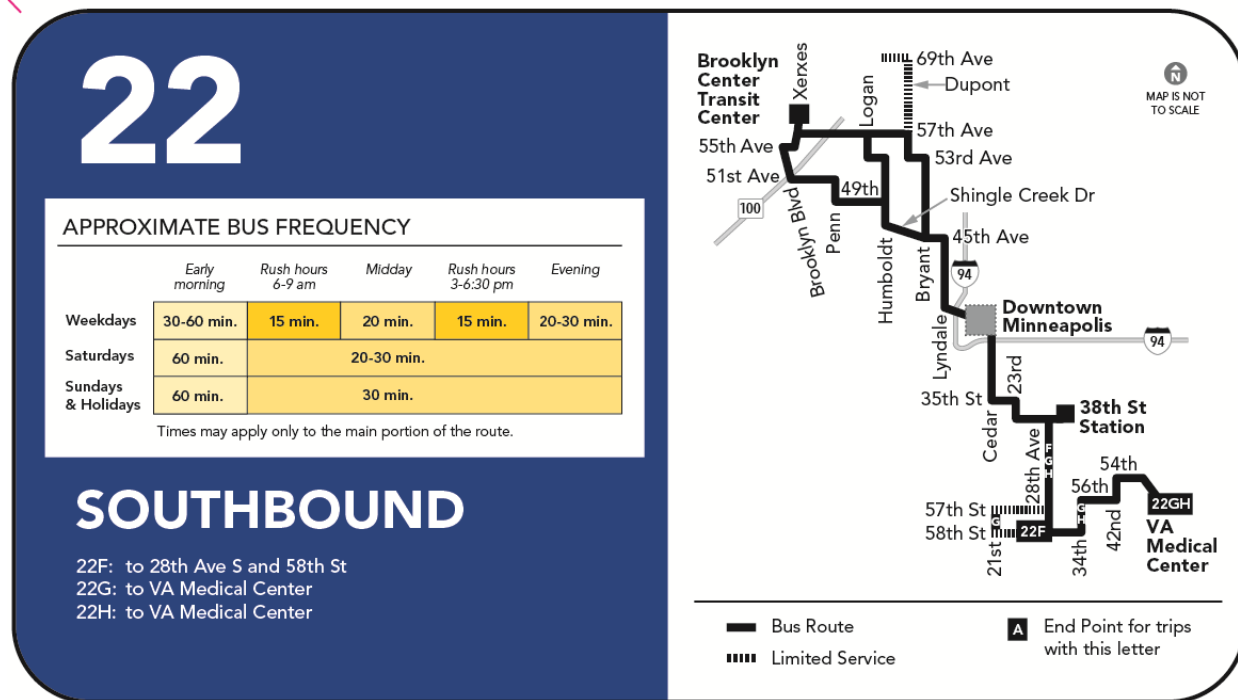 22
APPROXIMATE BUS FREQUENCY
Early morning
Rush hours 6-9 am
Midday
Rush hours 3-6:30 pm
Evening
Weekdays 30-60 min. 15 min. 20 min. 15 min. 20-30 min.
Saturdays 60 min. 20-30 min.
Sundays & Holidays 60 min. 30 min.
Times may apply only to the main portion of the route.
SOUTHBOUND
22F: to 28th Ave S and 58th St
22G: to VA Medical Center
22H: to VA Medical Center
Brooklyn
Center
Transit
Center
Xerxes
Logan
69th Ave
Dupont
N
MAP IS NOT
TO SCALE
57th Ave
55th Ave
53rd Ave
51st Ave
49th
Shingle Creek Dr
100
Brooklyn Blvd
Penn
Humboldt
Bryant
45th Ave
94
Lyndale
Downtown
Minneapolis
94
23rd
35th St
Cedar
38th St
Station
28th Ave
54th
56th
57th St
58th St
G
22F
21st
34th
42nd
22GH
VA
Medical
Center
Bus Route
Limited Service
A
End Point for trips
with this letter